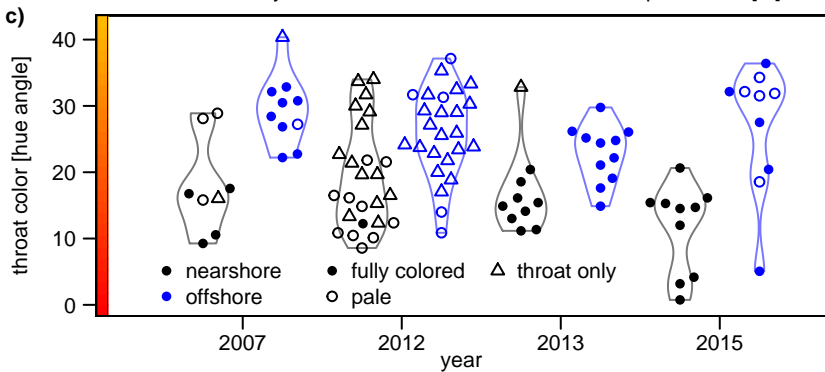 c)
throat color [hue angle]
40
30
20
10
0
nearshore
offshore
fully colored
pale
throat only
2007
2012
2013
2015
year